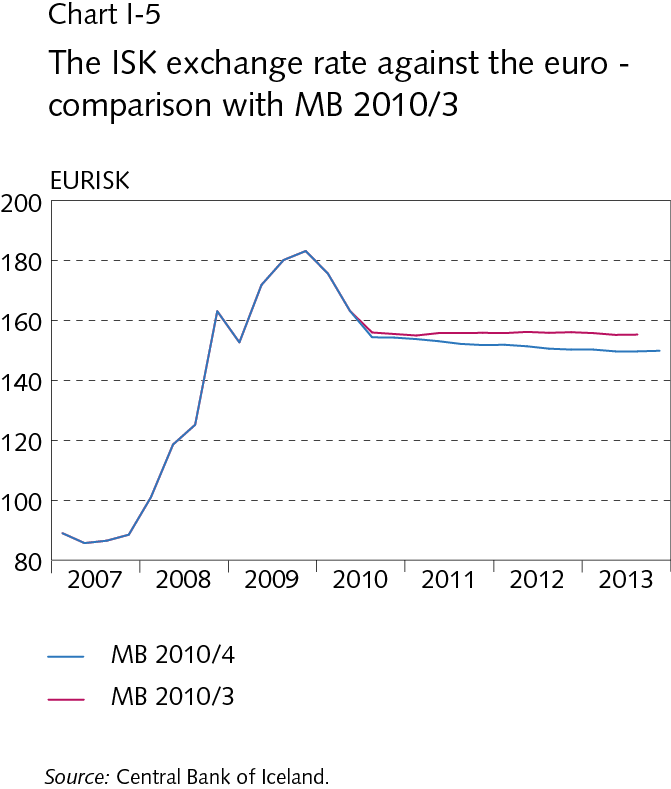 Chart I-5
The ISK exchange rate against the euro -
comparison with MB 2010/3
EURISK
200
180
160
140
120
100
80
2007 2008 2009 2010 2011 2012 2013
MB 2010/4
MB 2010/3
Source: Central Bank of Iceland.